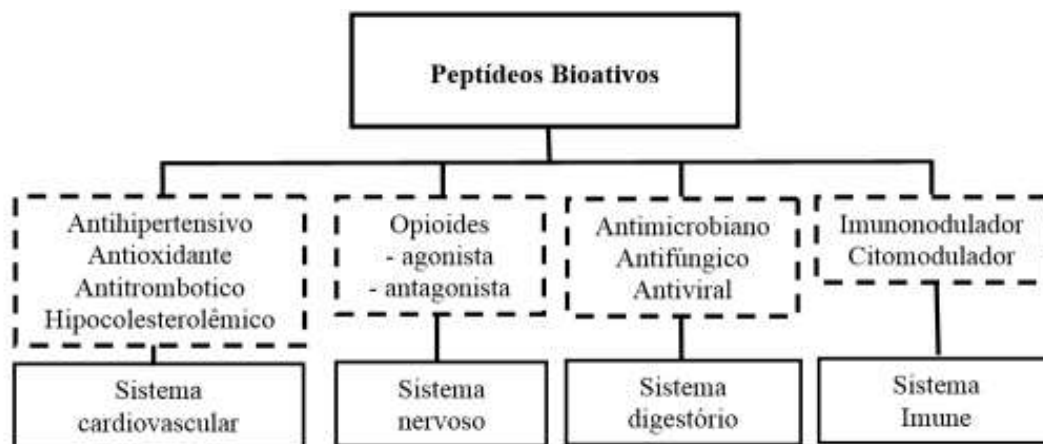 Peptídeos Bioativos
Antihipertensivo
Antioxidante
Antitrombotico
Hipocolesterolêmico
Opioides
- agonista
- antagonista
Antimicrobiano
Antifúngico
Antiviral
Imunonodulador
Citomodulador
Sistema
cardiovascular
Sistema
nervoso
Sistema
digestório
Sistema
Imune